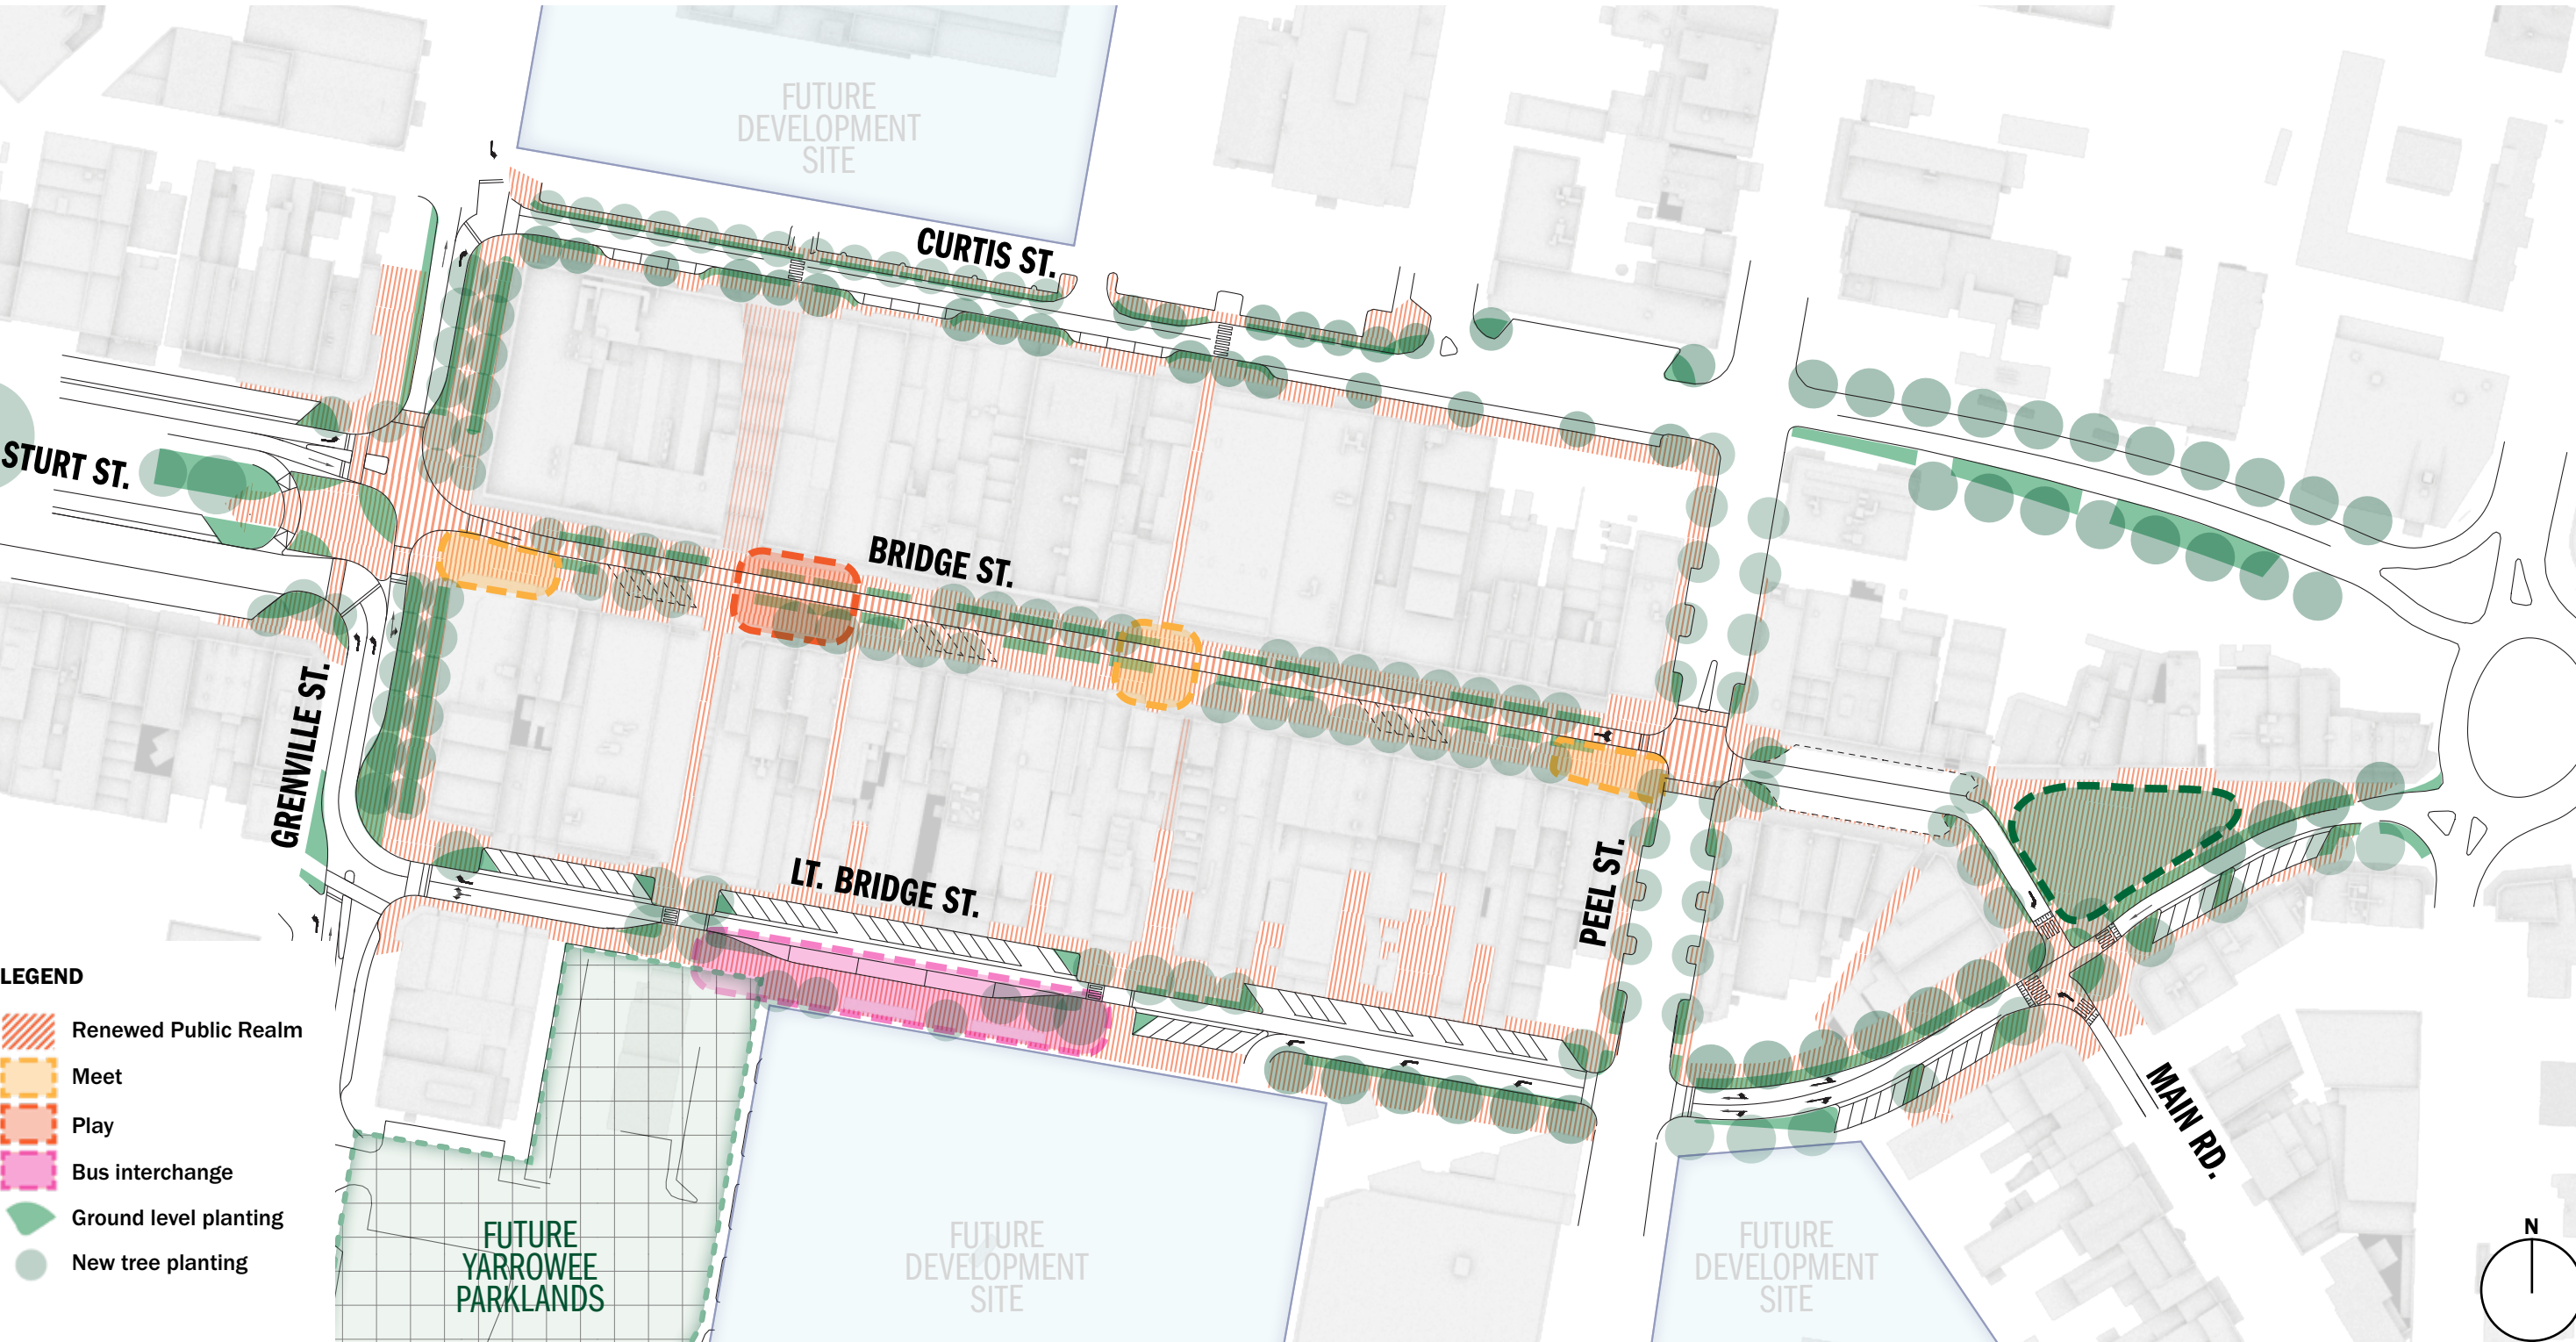 FUTURE
DEVELOPMENT
SITE
CURTIS ST.
STURT ST.
BRIDGE ST.
GRENVILLE ST.
LT. BRIDGE ST.
PEEL ST.
MAIN RD.
LEGEND
Renewed Public Realm
Meet
Play
Bus interchange
Ground level planting
New tree planting
FUTURE
YARROWEE
PARKLANDS
FUTURE
DEVELOPMENT
SITE
FUTURE
DEVELOPMENT
SITE
N